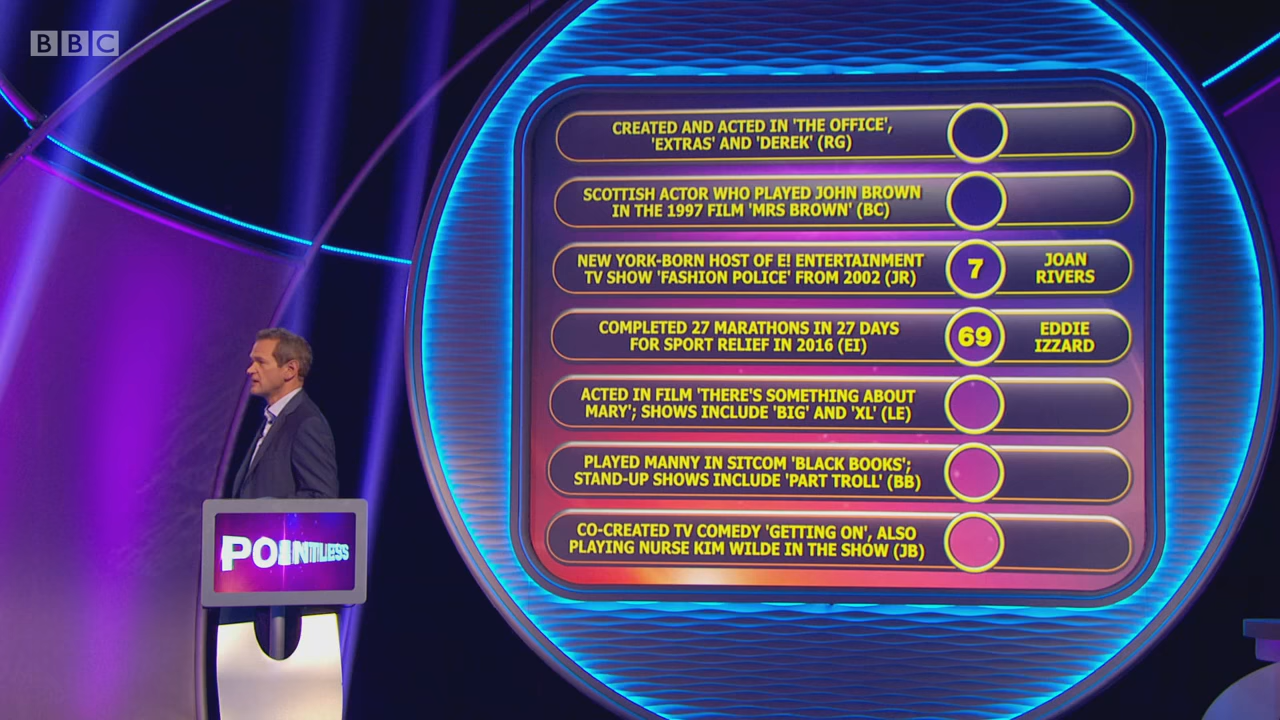 BBC
CREATED AND ACTED IN 'THE OFFICE',
'EXTRAS' AND 'DEREK' (RG)
SCOTTISH ACTOR WHO PLAYED JOHN BROWN
IN THE 1997 FILM 'MRS BROWN' (BC)
NEW YORK-BORN HOST OF E! ENTERTAINMENT
TV SHOW 'FASHION POLICE' FROM 2002 (JR)
7
JOAN
RIVERS
COMPLETED 27 MARATHONS IN 27 DAYS
FOR SPORT RELIEF IN 2016 (EI)
69
EDDIE
IZZARD
ACTED IN FILM 'THERE'S SOMETHING ABOUT
MARY'; SHOWS INCLUDE 'BIG' AND 'XL' (LE)
PLAYED MANNY IN SITCOM 'BLACK BOOKS';
STAND-UP SHOWS INCLUDE 'PART TROLL' (BB)
CO-CREATED TV COMEDY 'GETTING ON', ALSO
PLAYING NURSE KIM WILDE IN THE SHOW (JB)
POINTLESS